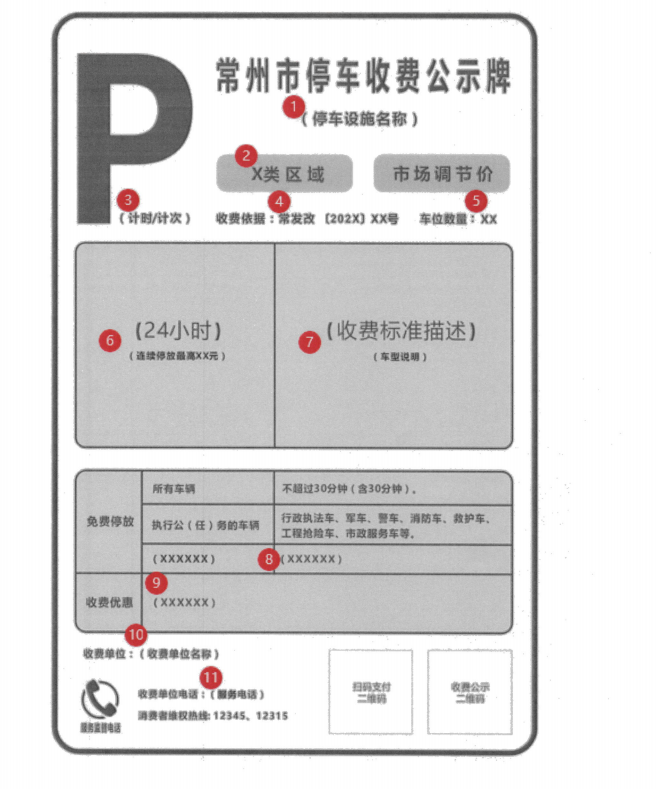 P
常州市停车收费公示牌
1
（停车设施名称）
2
X类区域
市场调节价
3
（计时/计次）
4
收费依据：常发改〔202X〕XX号
5
车位数量：XX
6
（24小时）
（连续停放最高XX元）
7
（收费标准描述）
（车型说明）
免费停放
所有车辆
不超过30分钟（含30分钟）。
执行公（任）务的车辆
行政执法车、军车、警车、消防车、救护车、
工程抢险车、市政服务车等。
（XXXXXX）
8
（XXXXXX）
收费优惠
9
（XXXXXX）
10
收费单位：（收费单位名称）
11
收费单位电话：（服务电话）
消费者维权热线:12345、12315
服务监督电话
扫码支付
二维码
收费公示
二维码